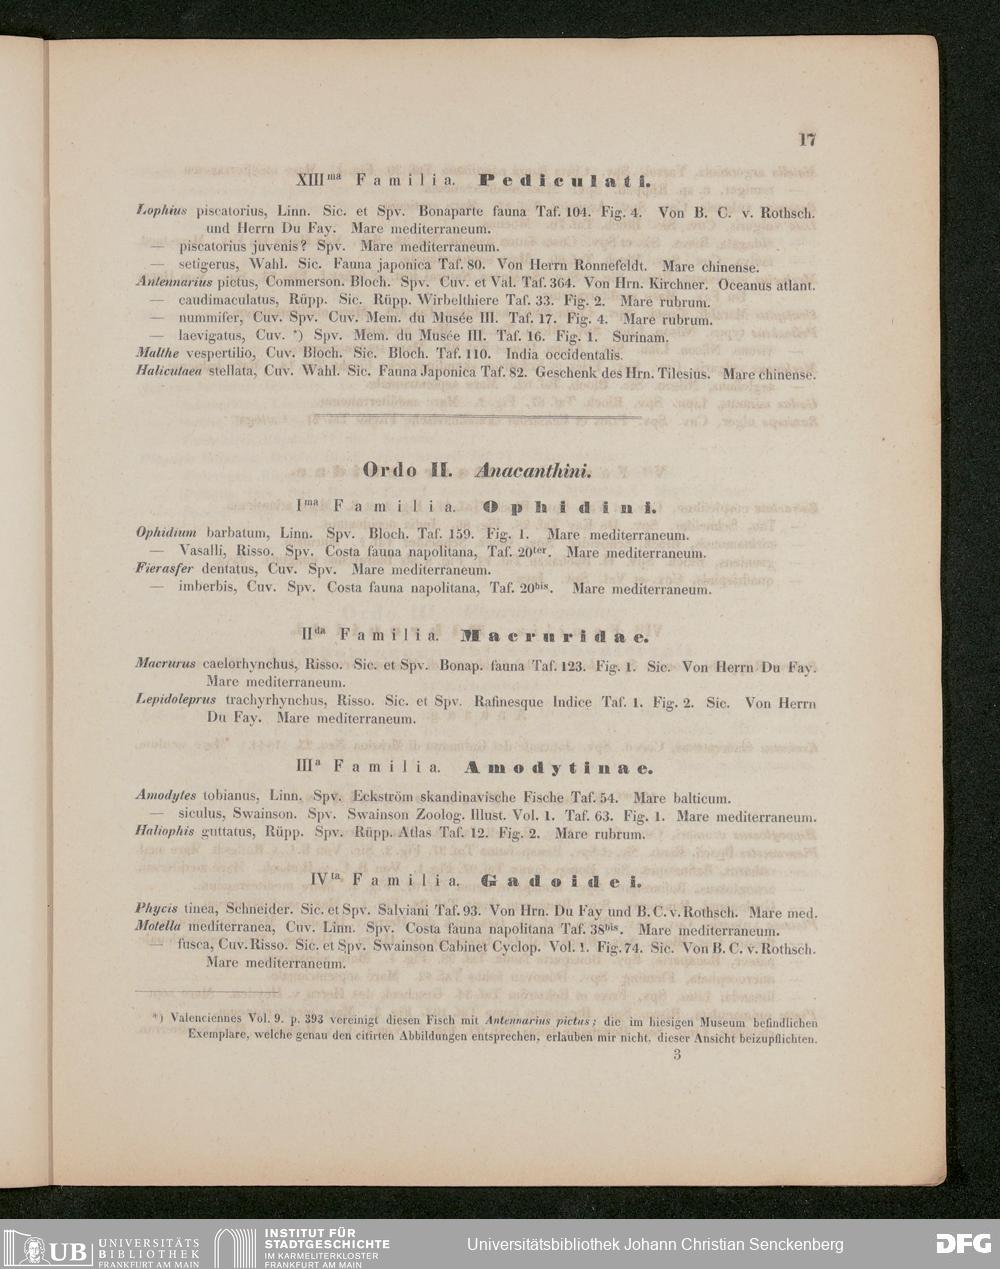 17
XIIIma Familia. Pediculati.
Lophius piscatorius, Linn. Sic. et Spv. Bonaparte fauna Taf. 104. Fig. 4. Von B. C. v. Rothsch.
und Herrn Du Fay. Mare mediterraneum.
— piscatorius juvenis? Spv. Mare mediterraneum.
— setigerus, Wahl. Sic. Fauna japonica Taf. 80. Von Herrn Ronnefeldt. Mare chinense.
Antennarius pictus, Commerson. Bloch. Spv. Cuv. et Val. Taf. 364. Von Hrn. Kirchner. Oceanus atlant.
— caudimaculatus, Rüpp. Sic. Rüpp. Wirbelthiere Taf. 33. Fig. 2. Mare rubrum.
— nummifer, Cuv. Spv. Cuv. Mem. du Musée III. Taf. 17. Fig. 4. Mare rubrum.
— laevigatus, Cuv. *) Spv. Mem. du Musée III. Taf. 16. Fig. 1. Surinam.
Malthe vespertilio, Cuv. Bloch. Sic. Bloch. Taf. 110. India occidentalis.
Halicutaea stellata, Cuv. Wahl. Sic. Fauna Japonica Taf. 82. Geschenk des Hrn. Tilesius. Mare chinense.
Ordo II. Anacanthini.
Ima Familia. Ophidini.
Ophidium barbatum, Linn. Spv. Bloch. Taf. 159. Fig. 1. Mare mediterraneum.
— Vasalli, Risso. Spv. Costa fauna napolitana, Taf. 20ter. Mare mediterraneum.
Fierasfer dentatus, Cuv. Spv. Mare mediterraneum.
— imberbis, Cuv. Spv. Costa fauna napolitana, Taf. 20bis. Mare mediterraneum.
IIda Familia. Macruridae.
Macrurus caelorhynchus, Risso. Sic. et Spv. Bonap. fauna Taf. 123. Fig. 1. Sic. Von Herrn Du Fay.
Mare mediterraneum.
Lepidoleprus trachyrhynchus, Risso. Sic. et Spv. Rafinesque Indice Taf. 1. Fig. 2. Sic. Von Herrn
Du Fay. Mare mediterraneum.
IIIa Familia. Amodytinae.
Amodytes tobianus, Linn. Spv. Eckström skandinavische Fische Taf. 54. Mare balticum.
— siculus, Swainson. Spv. Swainson Zoolog. Illust. Vol. 1. Taf. 63. Fig. 1. Mare mediterraneum.
Haliophis guttatus, Rüpp. Spv. Rüpp. Atlas Taf. 12. Fig. 2. Mare rubrum.
IVta Familia. Gadoidei.
Phycis tinea, Schneider. Sic. et Spv. Salviani Taf. 93. Von Hrn. Du Fay und B. C. v. Rothsch. Mare med.
Motella mediterranea, Cuv. Linn. Spv. Costa fauna napolitana Taf. 38bis. Mare mediterraneum.
— fusca, Cuv. Risso. Sic. et Spv. Swainson Cabinet Cyclop. Vol. 1. Fig. 74. Sic. Von B. C. v. Rothsch.
Mare mediterraneum.
*) Valenciennes Vol. 9. p. 393 vereinigt diesen Fisch mit Antennarius pictus; die im hiesigen Museum befindlichen
Exemplare, welche genau den citirten Abbildungen entsprechen, erlauben mir nicht, dieser Ansicht beizupflichten.
3
UB UNIVERSITÄTS
BIBLIOTHEK
FRANKFURT AM MAIN
INSTITUT FÜR
STADTGESCHICHTE
IM KARMELITERKLOSTER
FRANKFURT AM MAIN
Universitätsbibliothek Johann Christian Senckenberg
DFG